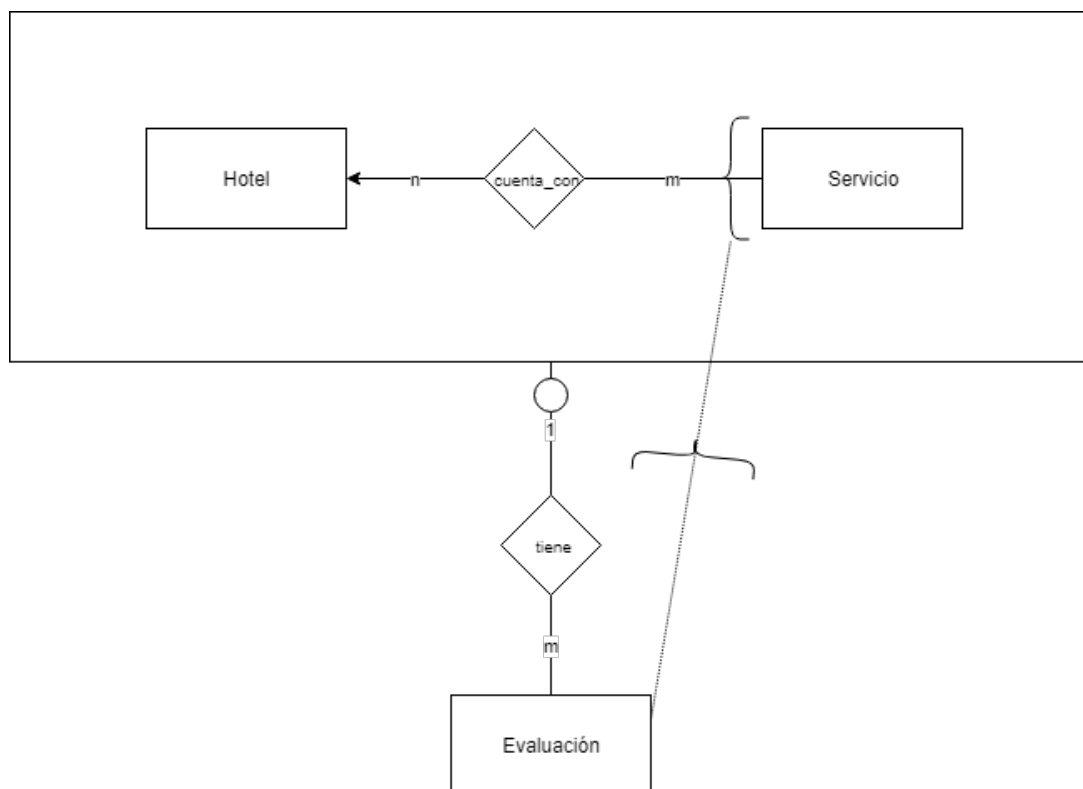 Hotel
n
cuenta_con
m
Servicio
1
tiene
m
Evaluación